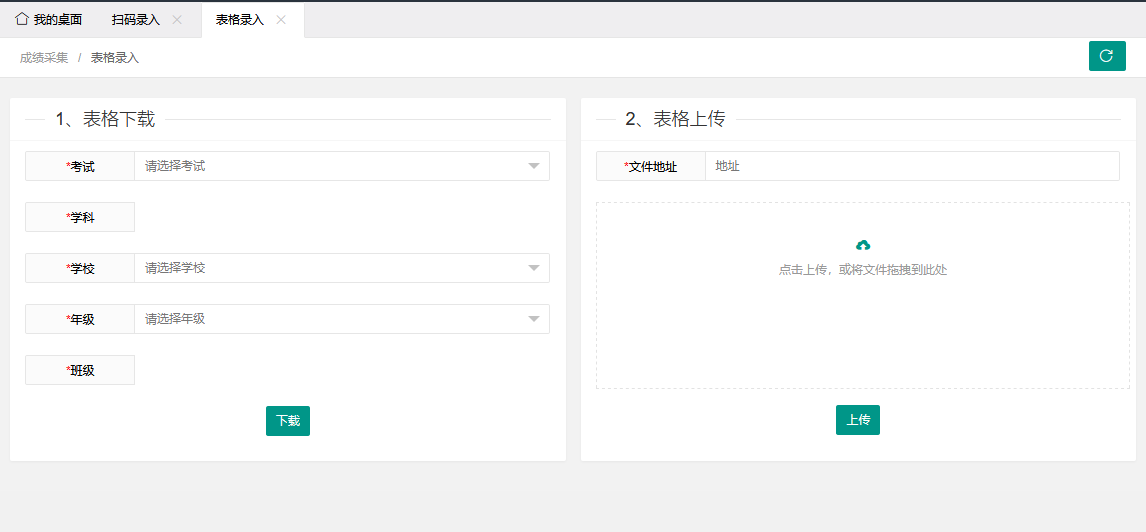 我的桌面 扫码录入 表格录入
成绩采集 / 表格录入
1、表格下载
*考试 请选择考试
*学科
*学校 请选择学校
*年级 请选择年级
*班级
下载
2、表格上传
*文件地址 地址
点击上传，或将文件拖拽到此处
上传